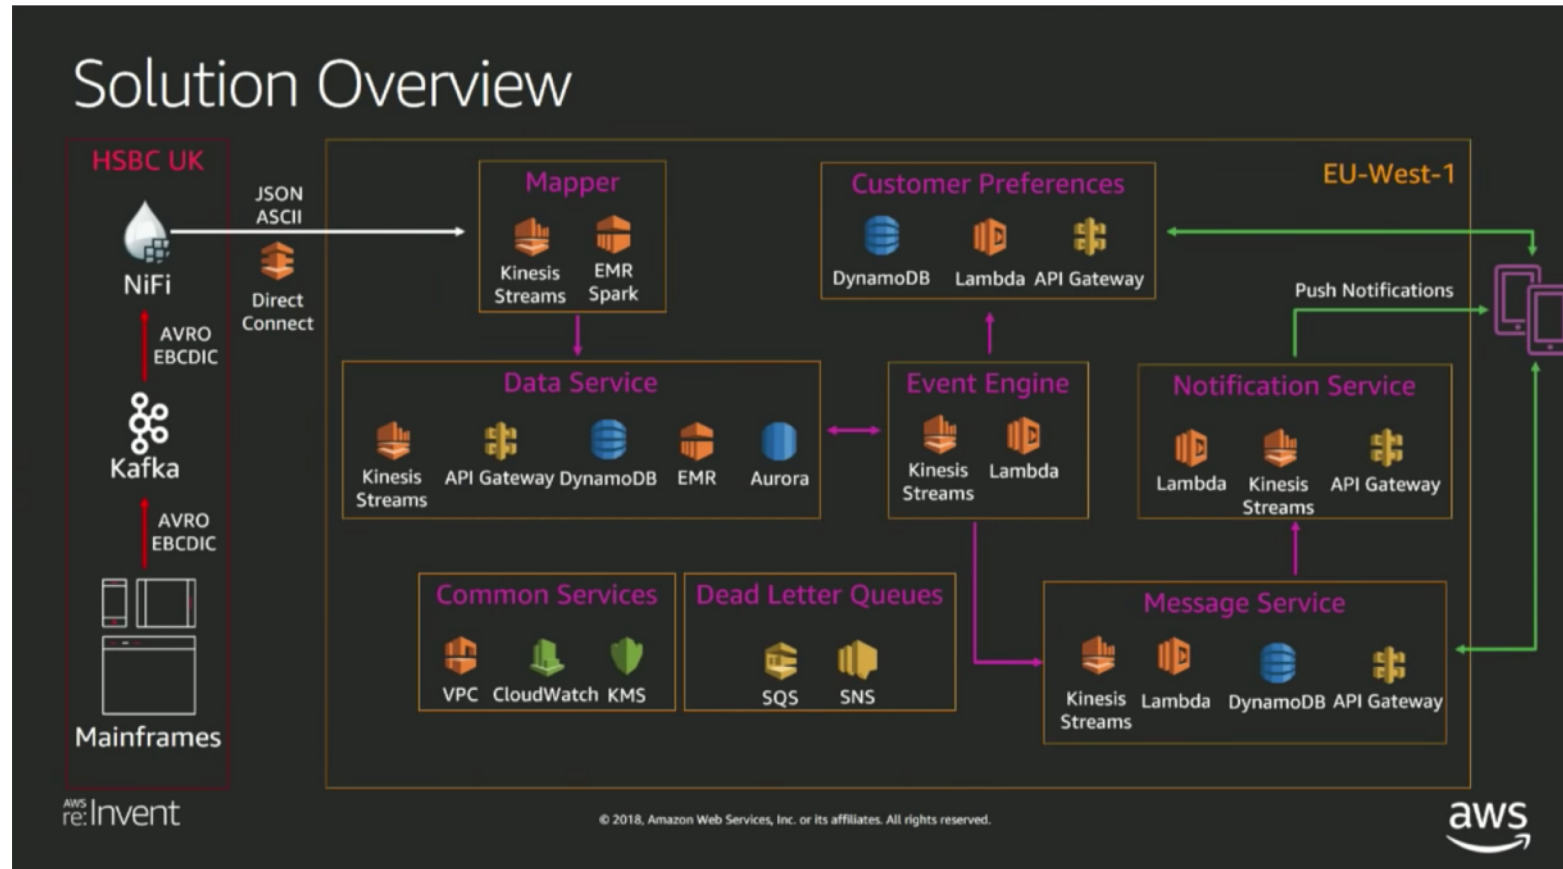 Solution Overview
HSBC UK
NiFi
AVRO
EBCDIC
Kafka
AVRO
EBCDIC
Mainframes
JSON
ASCII
Direct
Connect
EU-West-1
Mapper
Kinesis
Streams
EMR
Spark
Customer Preferences
DynamoDB
Lambda
API Gateway
Push Notifications
Data Service
Kinesis
Streams
API Gateway
DynamoDB
EMR
Aurora
Event Engine
Kinesis
Streams
Lambda
Notification Service
Lambda
Kinesis
Streams
API Gateway
Common Services
VPC
CloudWatch
KMS
Dead Letter Queues
SQS
SNS
Message Service
Kinesis
Streams
Lambda
DynamoDB
API Gateway
AWS
re:Invent
© 2018, Amazon Web Services, Inc. or its affiliates. All rights reserved.
aws